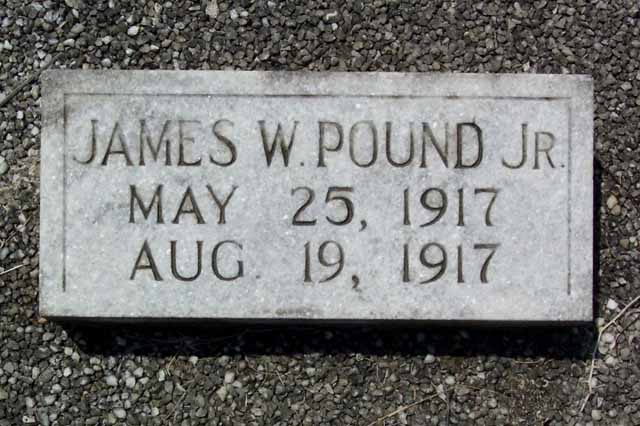 JAMES W. POUND JR.
MAY 25, 1917
AUG. 19, 1917